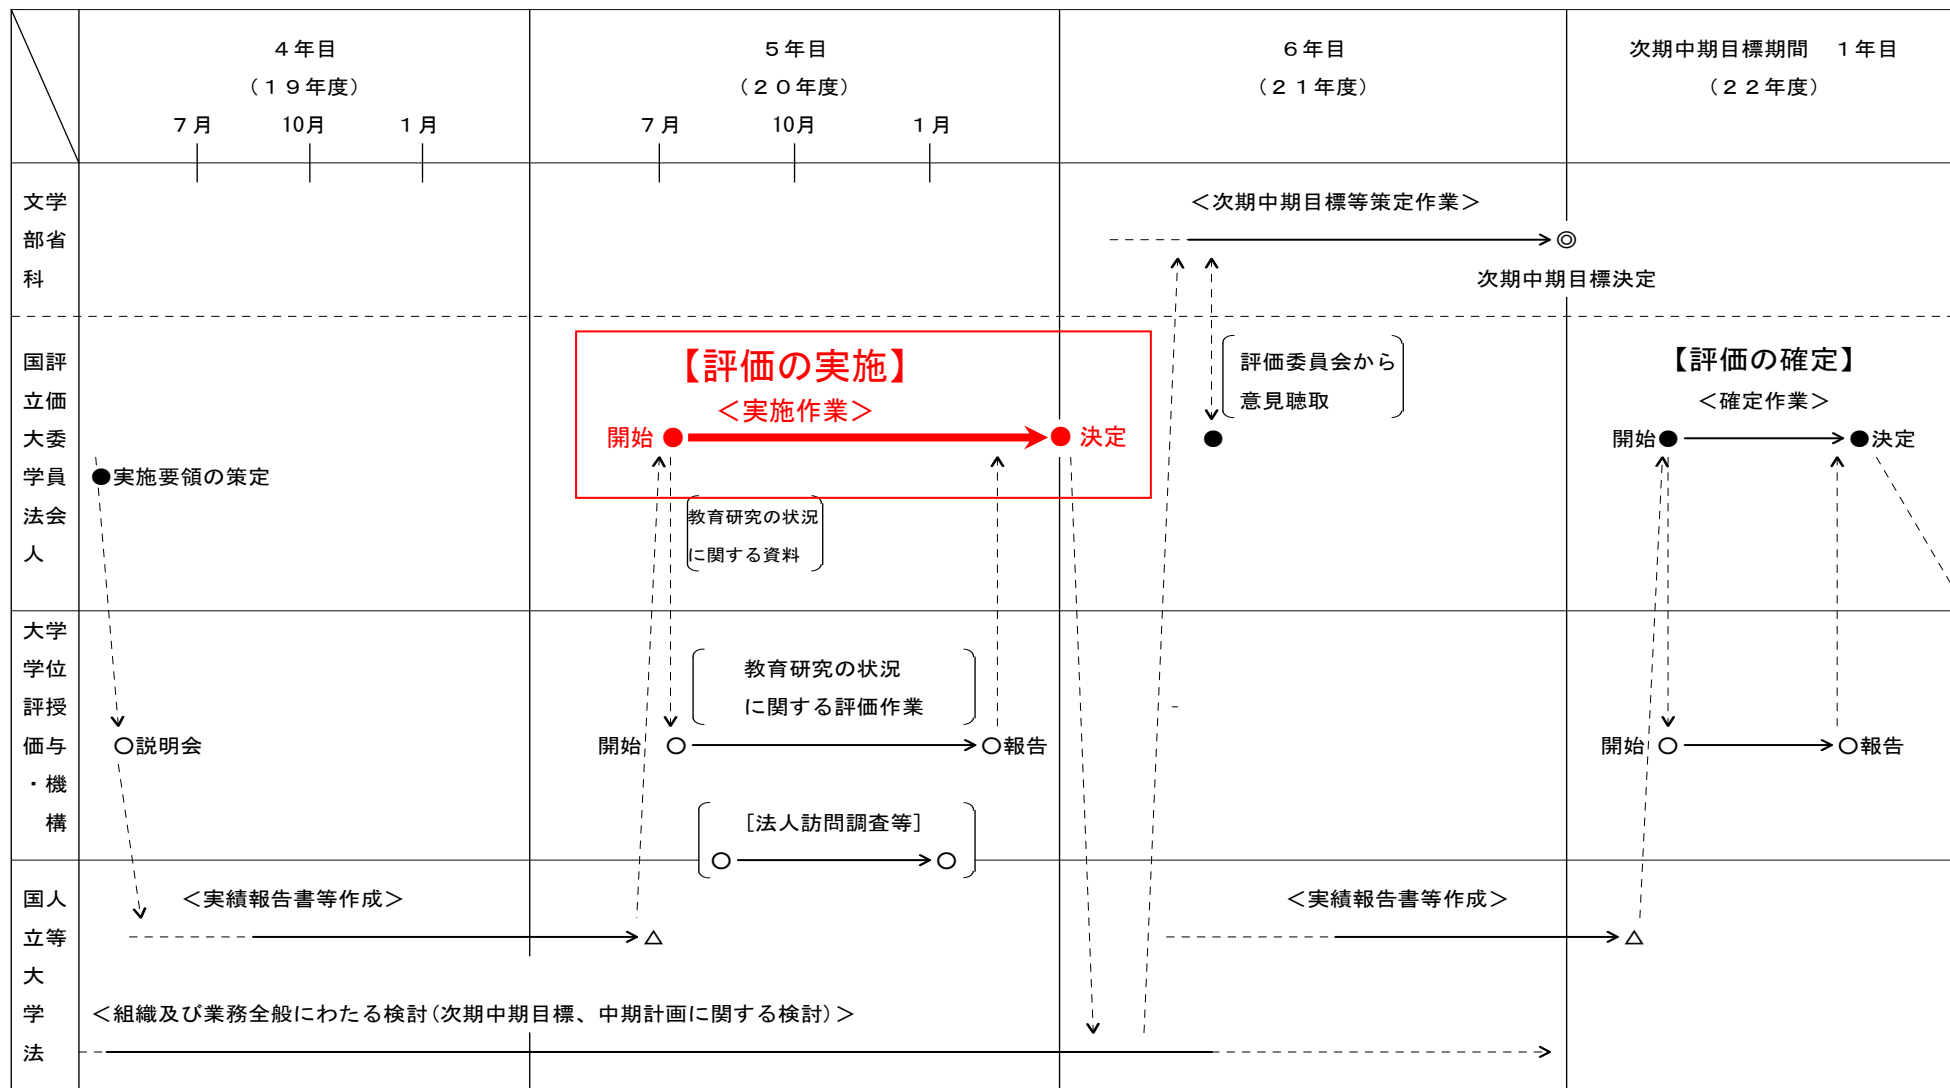 ４年目
（１９年度）
７月 10月 １月
５年目
（２０年度）
７月 10月 １月
６年目
（２１年度）
次期中期目標期間　１年目
（２２年度）
文学
部省
科
＜次期中期目標等策定作業＞
◎
次期中期目標決定
国評
立価
大委
学員
法会
人
●実施要領の策定
【評価の実施】
＜実施作業＞
開始● ●決定
教育研究の状況
に関する資料
評価委員会から
意見聴取
●
【評価の確定】
＜確定作業＞
開始● ●決定
大学
学位
評授
価与
・機
構
○説明会
教育研究の状況
に関する評価作業
開始 ○ ○報告
［法人訪問調査等］
○ ○
開始 ○ ○報告
国人
立等
大
学
法
＜実績報告書等作成＞
△
＜実績報告書等作成＞
△
＜組織及び業務全般にわたる検討(次期中期目標、中期計画に関する検討)＞